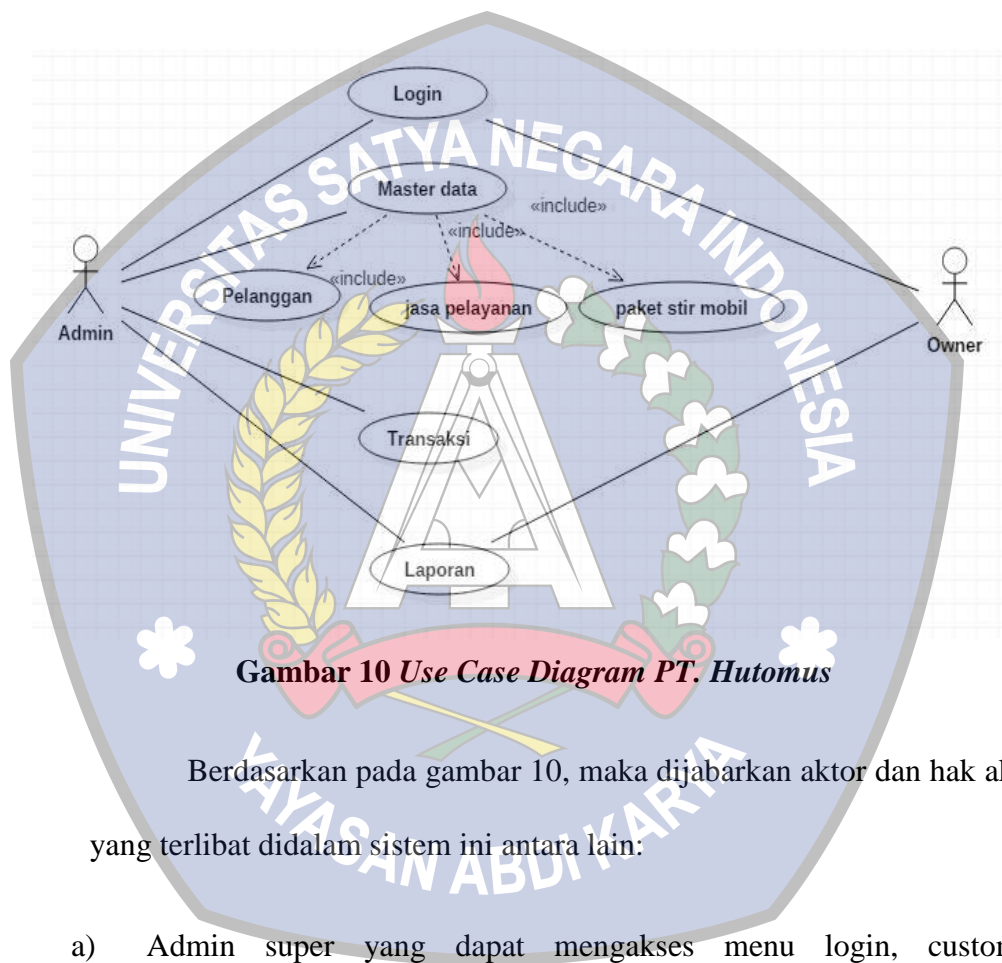 Login
UNIVERSITAS SATYA NEGARA INDONESIA
Master data
«include»
«include»
«include»
Pelanggan
jasa pelayanan
paket stir mobil
Admin
Owner
Transaksi
Laporan
Gambar 10 Use Case Diagram PT. Hutomus
Berdasarkan pada gambar 10, maka dijabarkan aktor dan hak
yang terlibat didalam sistem ini antara lain:
YAYASAN ABDI KARYA
a) Admin super yang dapat mengakses menu login,